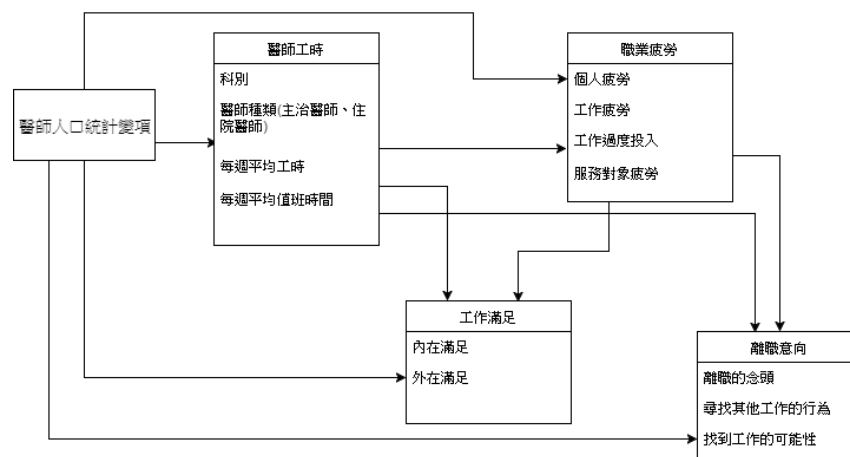 醫師人口統計變項
醫師工時
科別
醫師種類(主治醫師、住
院醫師)
每週平均工時
每週平均值班時間
職業疲勞
個人疲勞
工作疲勞
工作過度投入
服務對象疲勞
工作滿足
內在滿足
外在滿足
離職意向
離職的念頭
尋找其他工作的行為
找到工作的可能性